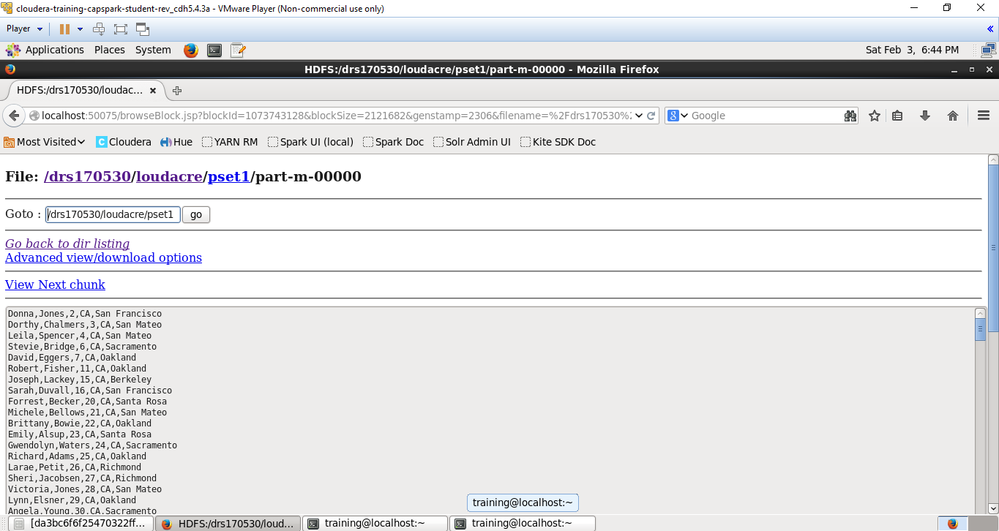 cloudera-training-capspark-student-rev_cdh5.4.3a - VMware Player (Non-commercial use only)
Player
Applications Places System Sat Feb 3, 6:44 PM
HDFS:/drs170530/loudacre/pset1/part-m-00000 - Mozilla Firefox
HDFS:/drs170530/loudac...
localhost:50075/browseBlock.jsp?blockId=1073743128&blockSize=2121682&genstamp=2306&filename=%2Fdrs170530%2 Google
Most Visited Cloudera Hue YARN RM Spark UI (local) Spark Doc Solr Admin UI Kite SDK Doc
File: /drs170530/loudacre/pset1/part-m-00000
Goto : /drs170530/loudacre/pset1 go
Go back to dir listing
Advanced view/download options
View Next chunk
Donna,Jones,2,CA,San Francisco
Dorthy,Chalmers,3,CA,San Mateo
Leila,Spencer,4,CA,San Mateo
Stevie,Bridge,6,CA,Sacramento
David,Eggers,7,CA,Oakland
Robert,Fisher,11,CA,Oakland
Joseph,Lackey,15,CA,Berkeley
Sarah,Duvall,16,CA,San Francisco
Forrest,Becker,20,CA,Santa Rosa
Michele,Bellows,21,CA,San Mateo
Brittany,Bowie,22,CA,Oakland
Emily,Alsup,23,CA,Santa Rosa
Gwendolyn,Waters,24,CA,Sacramento
Richard,Adams,25,CA,Oakland
Larae,Petit,26,CA,Richmond
Sheri,Jacobsen,27,CA,Richmond
Victoria,Jones,28,CA,San Mateo
Lynn,Elsner,29,CA,Oakland
Angela,Young,30,CA,Sacramento
training@localhost:~
[da3bc6f6f25470322ff... HDFS:/drs170530/loud... training@localhost:~ training@localhost:~